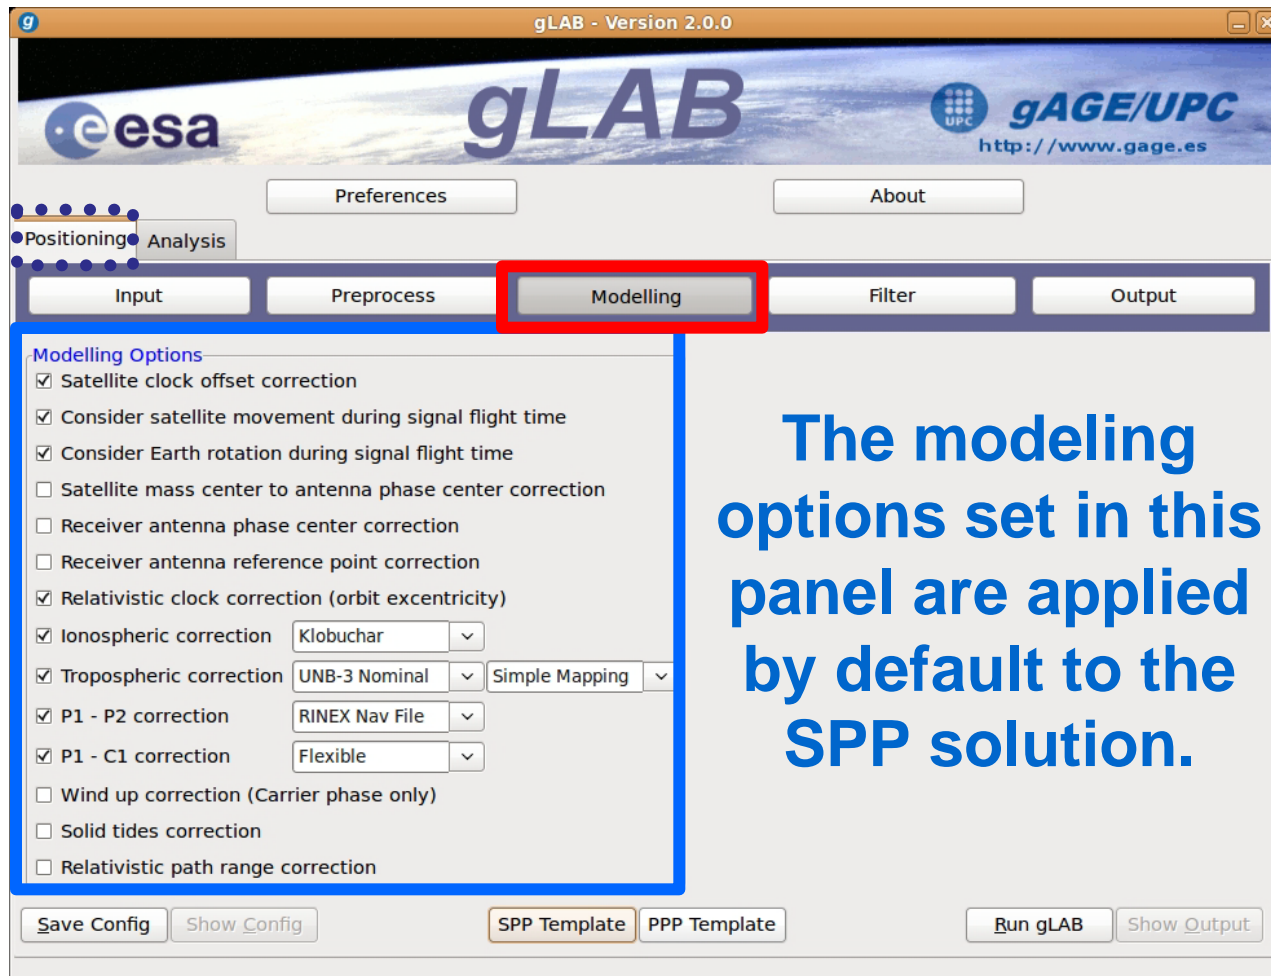 g
gLAB - Version 2.0.0
esa
gLAB
UPC
gAGE/UPC
http://www.gage.es
Preferences
About
Positioning
Analysis
Input
Preprocess
Modelling
Filter
Output
Modelling Options
Satellite clock offset correction
Consider satellite movement during signal flight time
Consider Earth rotation during signal flight time
Satellite mass center to antenna phase center correction
Receiver antenna phase center correction
Receiver antenna reference point correction
Relativistic clock correction (orbit excentricity)
Ionospheric correction Klobuchar
Tropospheric correction UNB-3 Nominal Simple Mapping
P1 - P2 correction RINEX Nav File
P1 - C1 correction Flexible
Wind up correction (Carrier phase only)
Solid tides correction
Relativistic path range correction
The modeling
options set in this
panel are applied
by default to the
SPP solution.
Save Config
Show Config
SPP Template
PPP Template
Run gLAB
Show Output